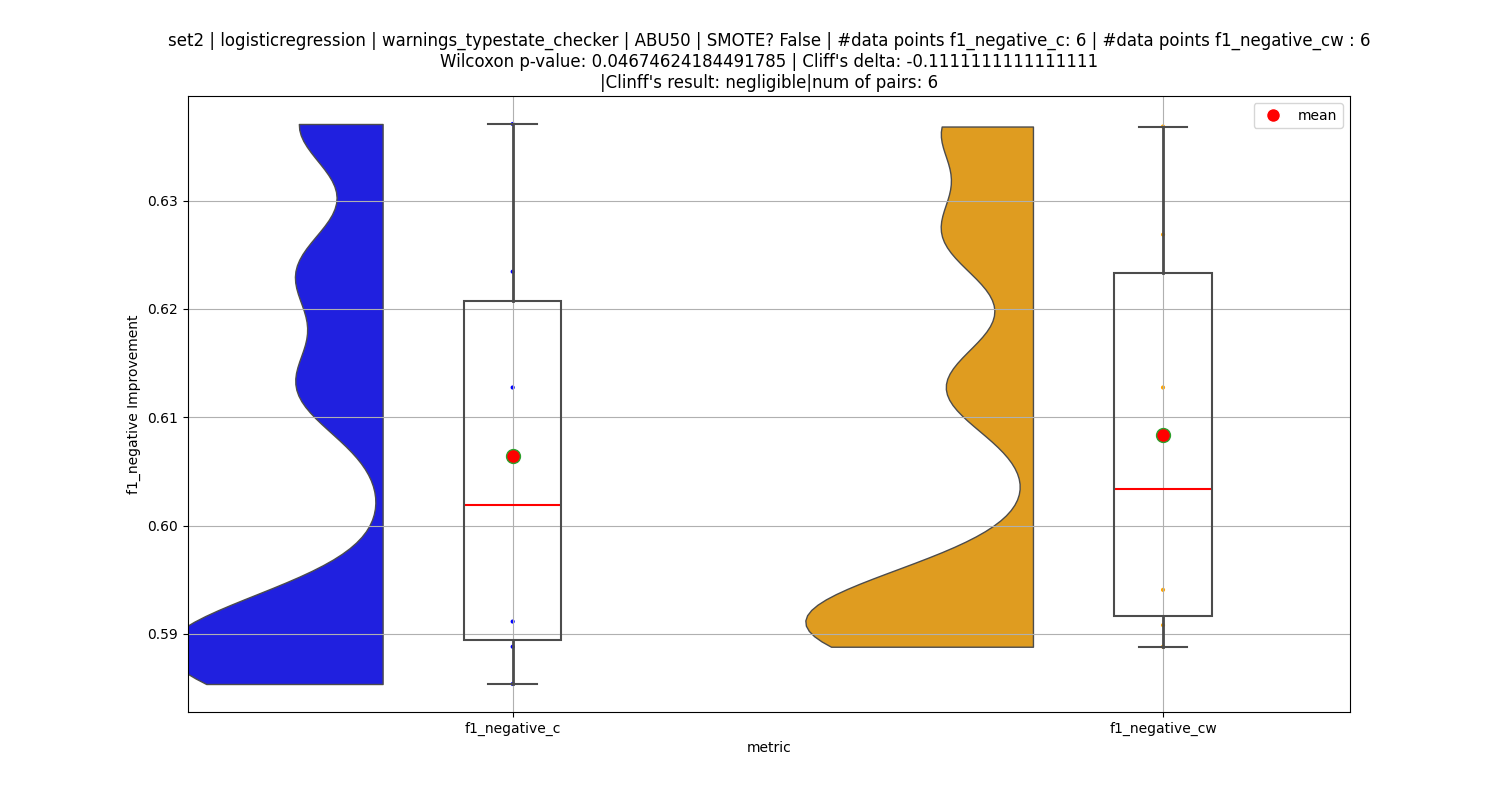 set2 | logisticregression | warnings_typestate_checker | ABU50 | SMOTE? False | #data points f1_negative_c: 6 | #data points f1_negative_cw : 6
Wilcoxon p-value: 0.04674624184491785 | Cliff's delta: -0.1111111111111111
|Clinff's result: negligible|num of pairs: 6
mean
0.63
0.62
0.61
0.60
0.59
f1_negative Improvement
f1_negative_c
f1_negative_cw
metric